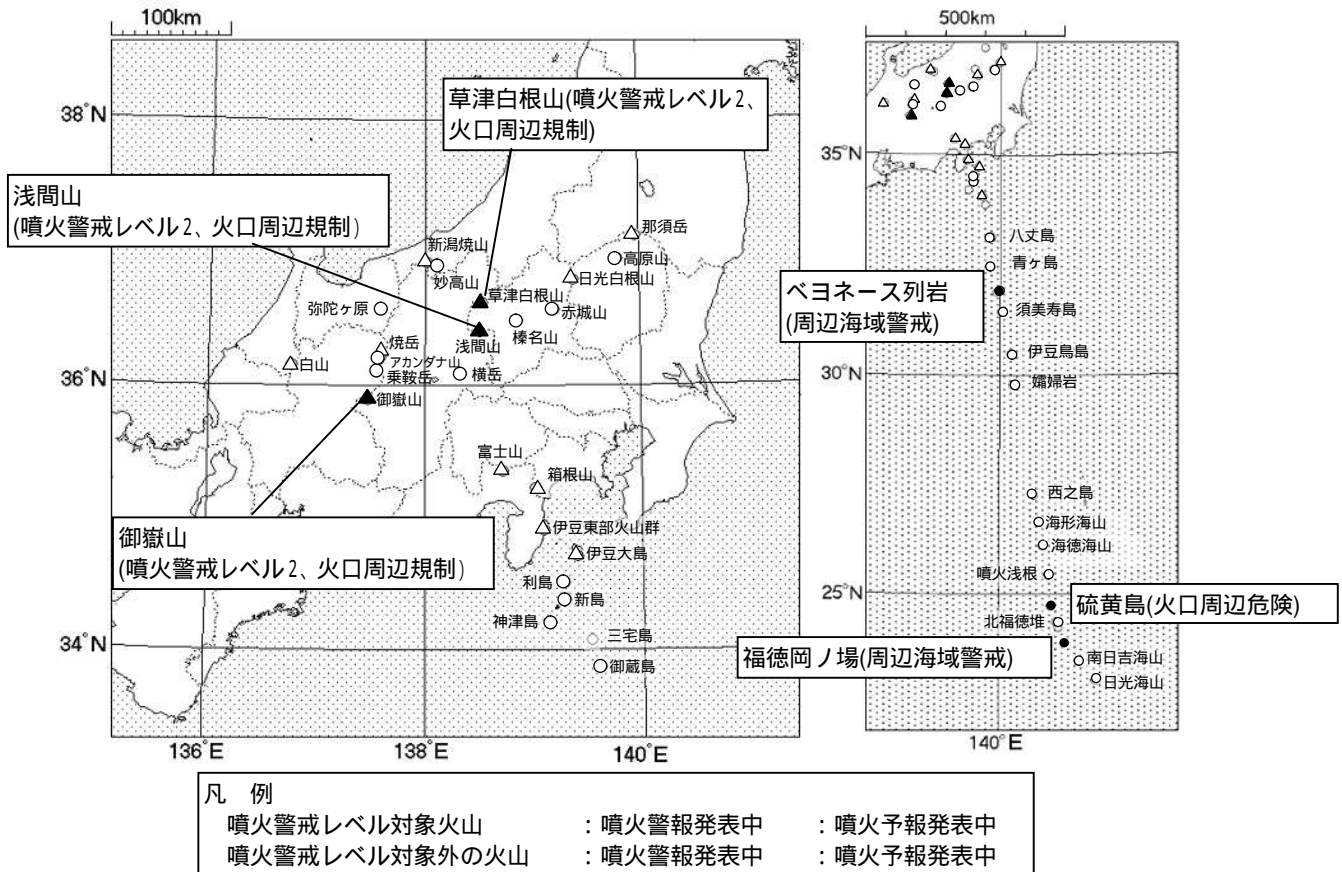 100km
500km
草津白根山(噴火警戒レベル2、
火口周辺規制)
38°N
浅間山
(噴火警戒レベル2、火口周辺規制)
那須岳
新潟焼山
高原山
妙高山
日光白根山
草津白根山
弥陀ヶ原
赤城山
榛名山
浅間山
焼岳
アカンダナ山
白山
乗鞍岳
横岳
36°N
御嶽山
富士山
箱根山
御嶽山
(噴火警戒レベル2、火口周辺規制)
伊豆東部火山群
伊豆大島
利島
新島
神津島
三宅島
34°N
御蔵島
136°E
138°E
140°E
35°N
八丈島
青ヶ島
ベヨネース列岩
(周辺海域警戒)
須美寿島
伊豆鳥島
30°N
孀婦岩
西之島
海形海山
海徳海山
噴火浅根
25°N
硫黄島(火口周辺危険)
北福徳堆
福徳岡ノ場(周辺海域警戒)
南日吉海山
日光海山
140°E
凡 例
噴火警戒レベル対象火山 :噴火警報発表中 :噴火予報発表中
噴火警戒レベル対象外の火山 :噴火警報発表中 :噴火予報発表中